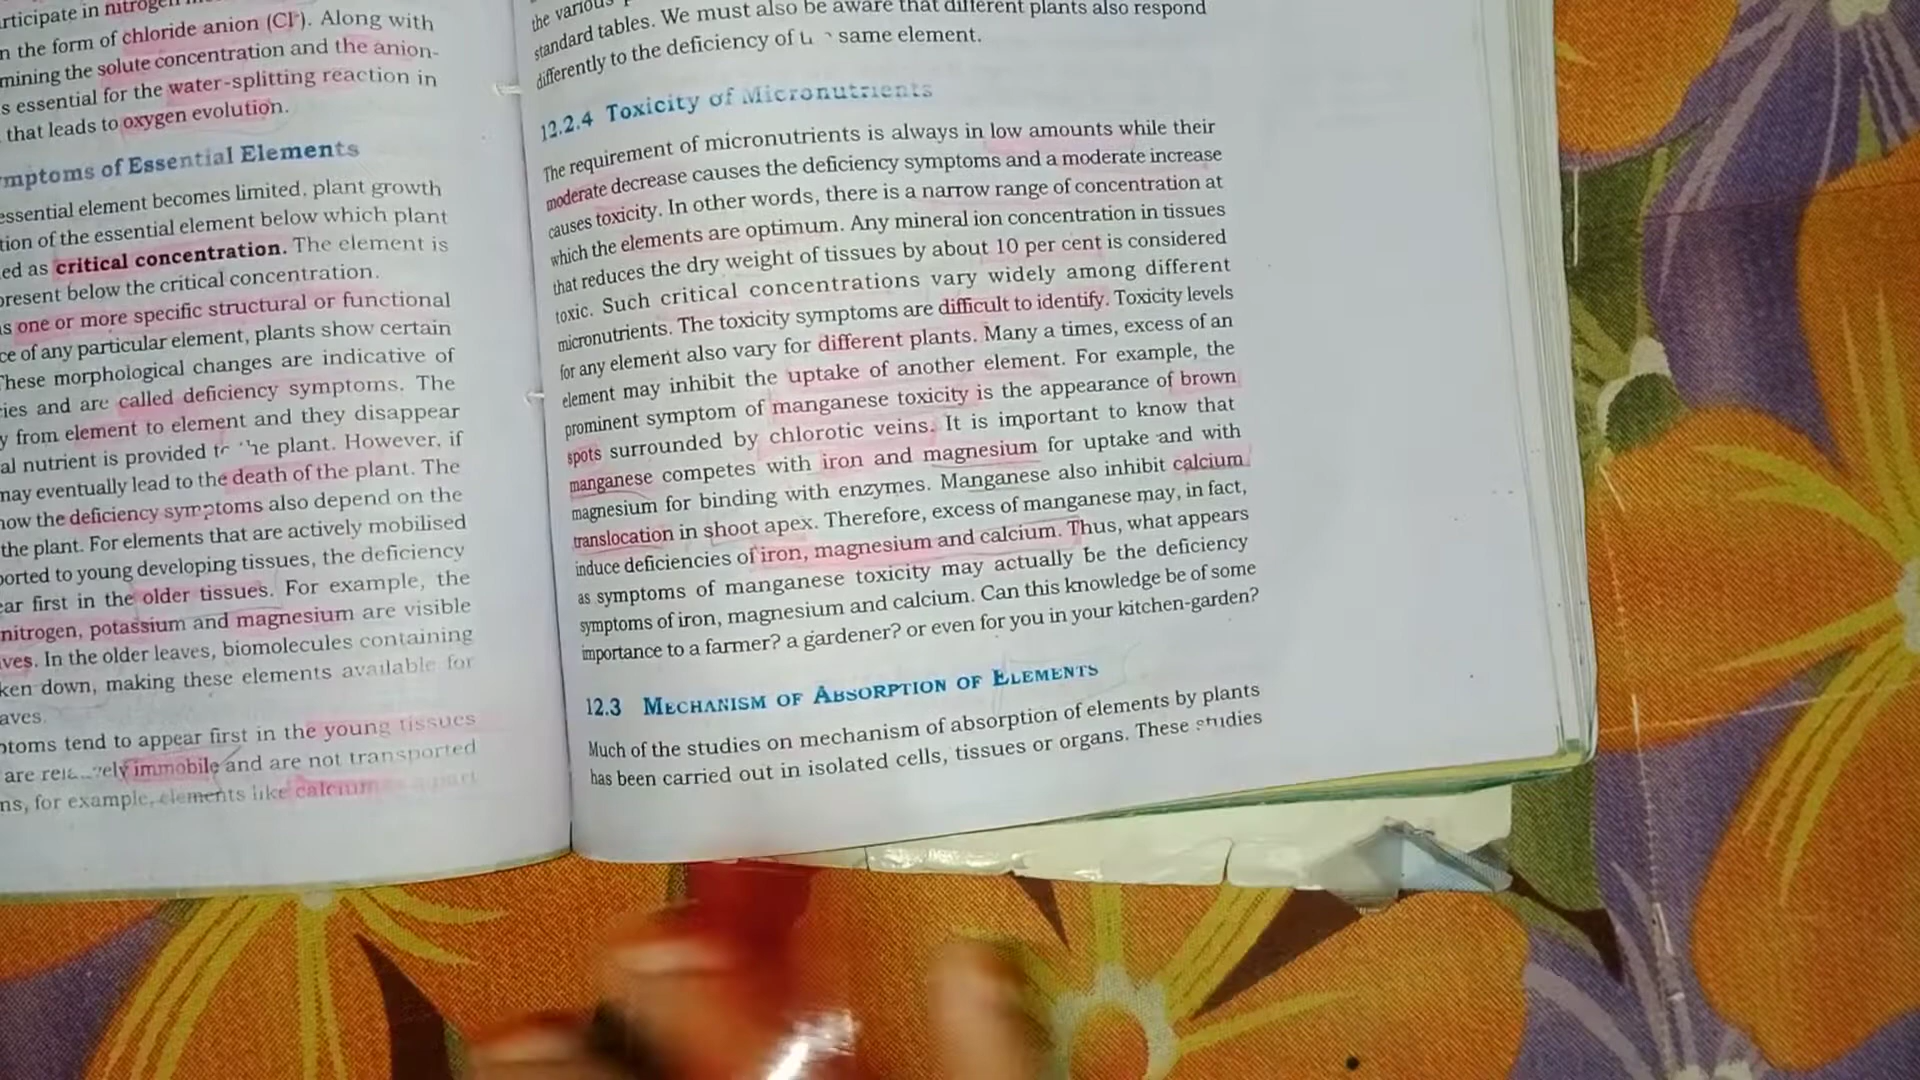 articipate in nitrogen
n the form of chloride anion (Cl⁻). Along with
mining the solute concentration and the anion-
s essential for the water-splitting reaction in
that leads to oxygen evolution.
mptoms of Essential Elements
essential element becomes limited, plant growth
tion of the essential element below which plant
ed as critical concentration. The element is
present below the critical concentration.
s one or more specific structural or functional
ce of any particular element, plants show certain
These morphological changes are indicative of
cies and are called deficiency symptoms. The
y from element to element and they disappear
al nutrient is provided to the plant. However, if
may eventually lead to the death of the plant. The
how the deficiency symptoms also depend on the
the plant. For elements that are actively mobilised
ported to young developing tissues, the deficiency
ear first in the older tissues. For example, the
nitrogen, potassium and magnesium are visible
ves. In the older leaves, biomolecules containing
ken down, making these elements available for
aves.
ptoms tend to appear first in the young tissues
are relatively immobile and are not transported
ns, for example, elements like calcium
the various
standard tables. We must also be aware that different plants also respond
differently to the deficiency of same element.
12.2.4 Toxicity of Micronutrients
The requirement of micronutrients is always in low amounts while their
moderate decrease causes the deficiency symptoms and a moderate increase
causes toxicity. In other words, there is a narrow range of concentration at
which the elements are optimum. Any mineral ion concentration in tissues
that reduces the dry weight of tissues by about 10 per cent is considered
toxic. Such critical concentrations vary widely among different
micronutrients. The toxicity symptoms are difficult to identify. Toxicity levels
for any element also vary for different plants. Many a times, excess of an
element may inhibit the uptake of another element. For example, the
prominent symptom of manganese toxicity is the appearance of brown
spots surrounded by chlorotic veins. It is important to know that
manganese competes with iron and magnesium for uptake and with
magnesium for binding with enzymes. Manganese also inhibit calcium
translocation in shoot apex. Therefore, excess of manganese may, in fact,
induce deficiencies of iron, magnesium and calcium. Thus, what appears
as symptoms of manganese toxicity may actually be the deficiency
symptoms of iron, magnesium and calcium. Can this knowledge be of some
importance to a farmer? a gardener? or even for you in your kitchen-garden?
12.3 Mechanism of Absorption of Elements
Much of the studies on mechanism of absorption of elements by plants
has been carried out in isolated cells, tissues or organs. These studies